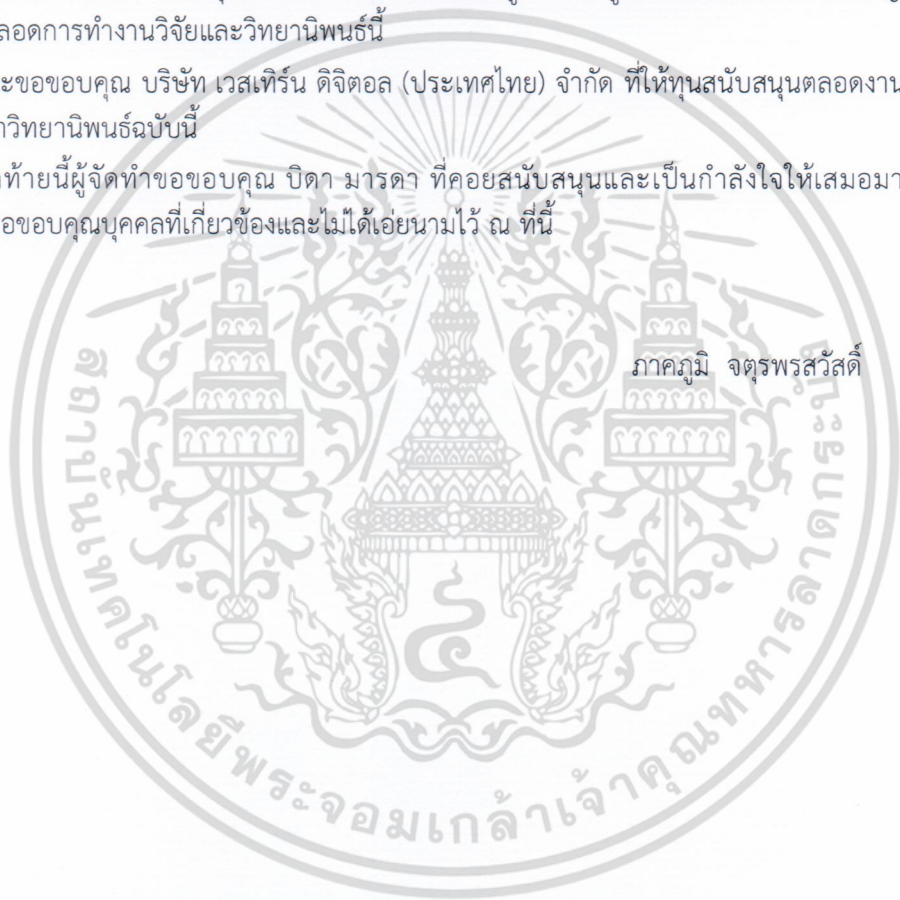 ลอดการทำงานวิจัยและวิทยานิพนธ์นี้
ะขอขอบคุณ บริษัท เวสเทิร์น ดิจิตอล (ประเทศไทย) จำกัด ที่ให้ทุนสนับสนุนตลอดงาน
าวิทยานิพนธ์ฉบับนี้
ท้ายนี้ผู้จัดทำขอขอบคุณ บิดา มารดา ที่คอยสนับสนุนและเป็นกำลังใจให้เสมอมา
อขอบคุณบุคคลที่เกี่ยวข้องและไม่ได้เอ่ยนามไว้ ณ ที่นี้
ภาคภูมิ จตุรพรสวัสดิ์
สถาบันเทคโนโลยีพระจอมเกล้าเจ้าคุณทหารลาดกระบัง
๔